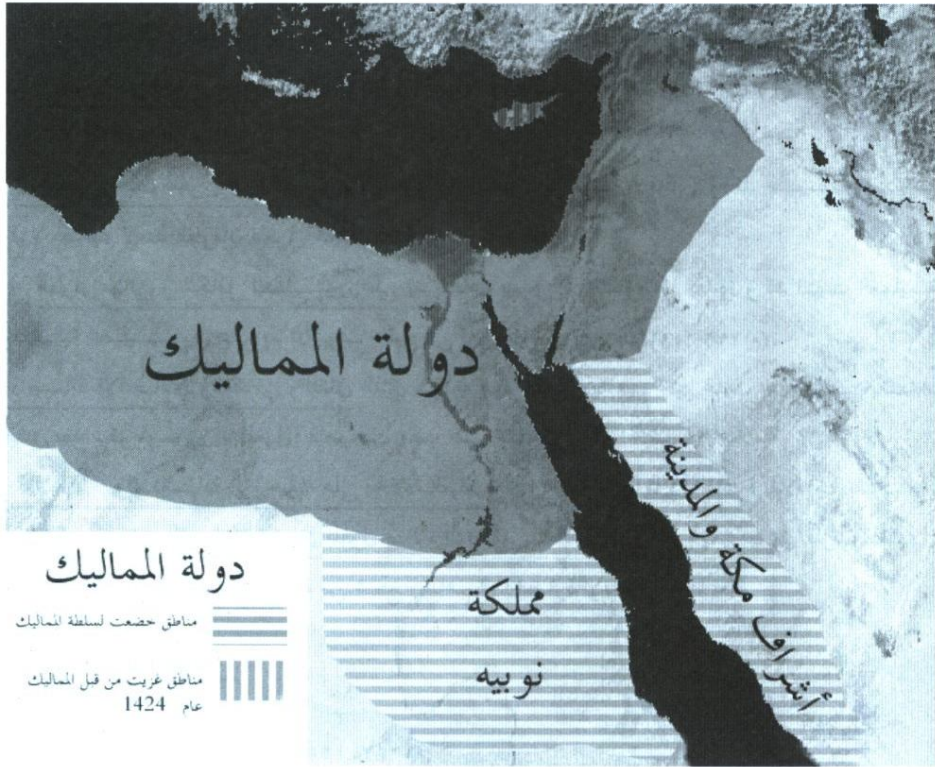 دولة المماليك
أشراف مكة والمدينة
مملكة
نوبيه
دولة المماليك
مناطق خضعت لسلطة المماليك
مناطق غزيت من قبل المماليك
عام 1424